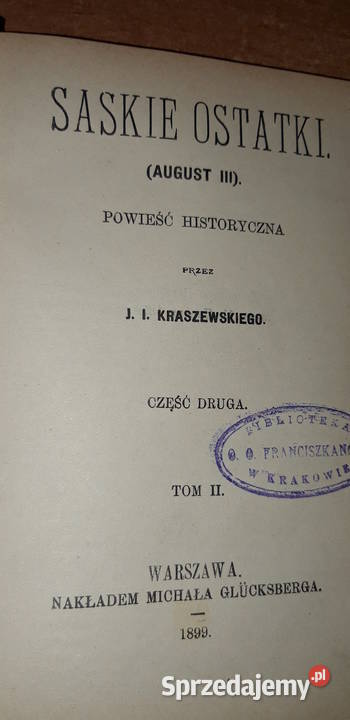 SASKIE OSTATKI.
(AUGUST III).
POWIEŚĆ HISTORYCZNA
PRZEZ
J. I. KRASZEWSKIEGO.
CZĘŚĆ DRUGA.
BIBLIOTEKA
O. O. FRANCISZKAN
W KRAKOWIE
TOM II.
WARSZAWA.
NAKŁADEM MICHAŁA GLÜCKSBERGA.
1899.
Sprzedajemy.pl